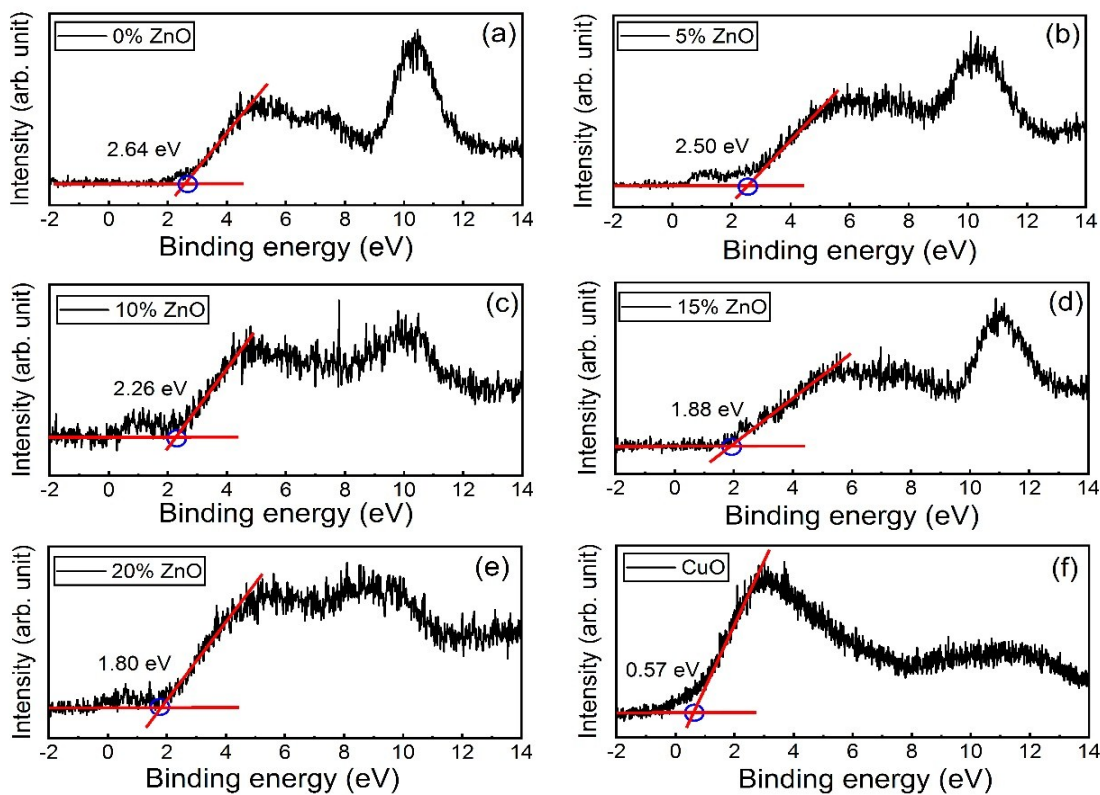 Intensity (arb. unit)
0% ZnO
(a)
2.64 eV
-2 0 2 4 6 8 10 12 14
Binding energy (eV)
Intensity (arb. unit)
5% ZnO
(b)
2.50 eV
-2 0 2 4 6 8 10 12 14
Binding energy (eV)
Intensity (arb. unit)
10% ZnO
(c)
2.26 eV
-2 0 2 4 6 8 10 12 14
Binding energy (eV)
Intensity (arb. unit)
15% ZnO
(d)
1.88 eV
-2 0 2 4 6 8 10 12 14
Binding energy (eV)
Intensity (arb. unit)
20% ZnO
(e)
1.80 eV
-2 0 2 4 6 8 10 12 14
Binding energy (eV)
Intensity (arb. unit)
CuO
(f)
0.57 eV
-2 0 2 4 6 8 10 12 14
Binding energy (eV)